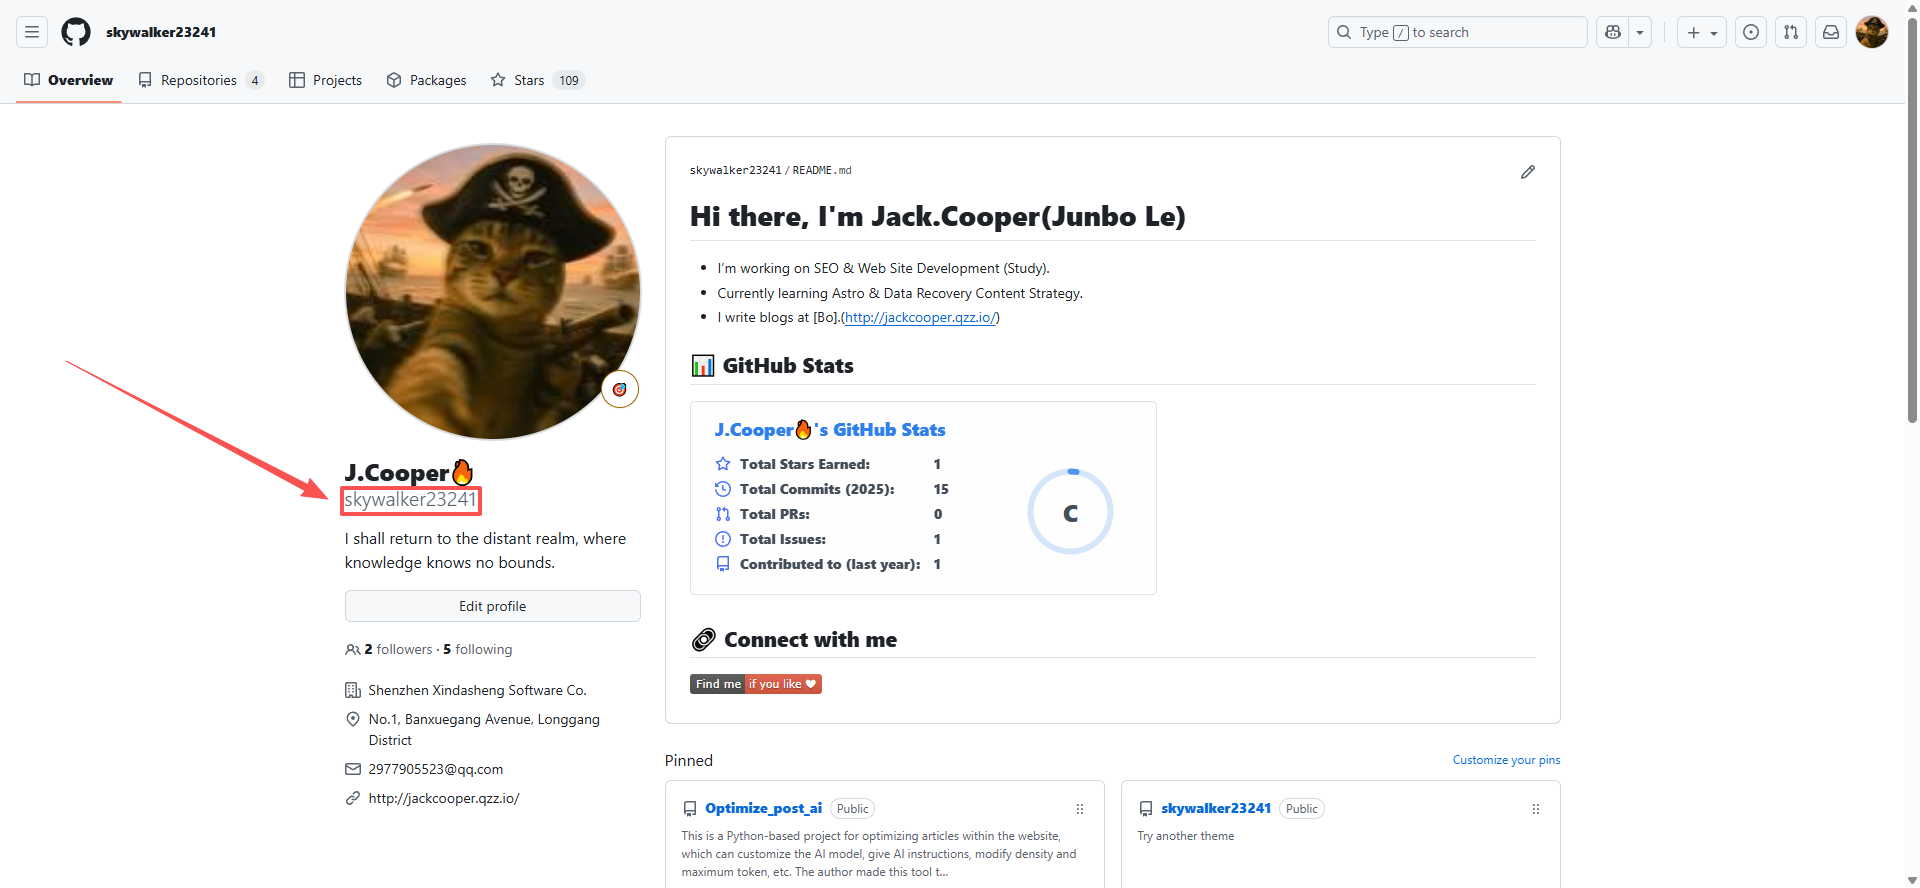 skywalker23241
Type / to search
Overview
Repositories 4
Projects
Packages
Stars 109
J.Cooper🔥
skywalker23241
I shall return to the distant realm, where
knowledge knows no bounds.
Edit profile
2 followers · 5 following
Shenzhen Xindasheng Software Co.
No.1, Banxuegang Avenue, Longgang
District
2977905523@qq.com
http://jackcooper.qzz.io/
skywalker23241/README.md
Hi there, I'm Jack.Cooper(Junbo Le)
• I'm working on SEO & Web Site Development (Study).
• Currently learning Astro & Data Recovery Content Strategy.
• I write blogs at [Bo].(http://jackcooper.qzz.io/)
📊 GitHub Stats
J.Cooper🔥's GitHub Stats
Total Stars Earned: 1
Total Commits (2025): 15
Total PRs: 0
Total Issues: 1
Contributed to (last year): 1
C
🔗 Connect with me
Find me if you like ♥
Pinned
Customize your pins
Optimize_post_ai Public
This is a Python-based project for optimizing articles within the website,
which can customize the AI model, give AI instructions, modify density and
maximum token, etc. The author made this tool t...
skywalker23241 Public
Try another theme